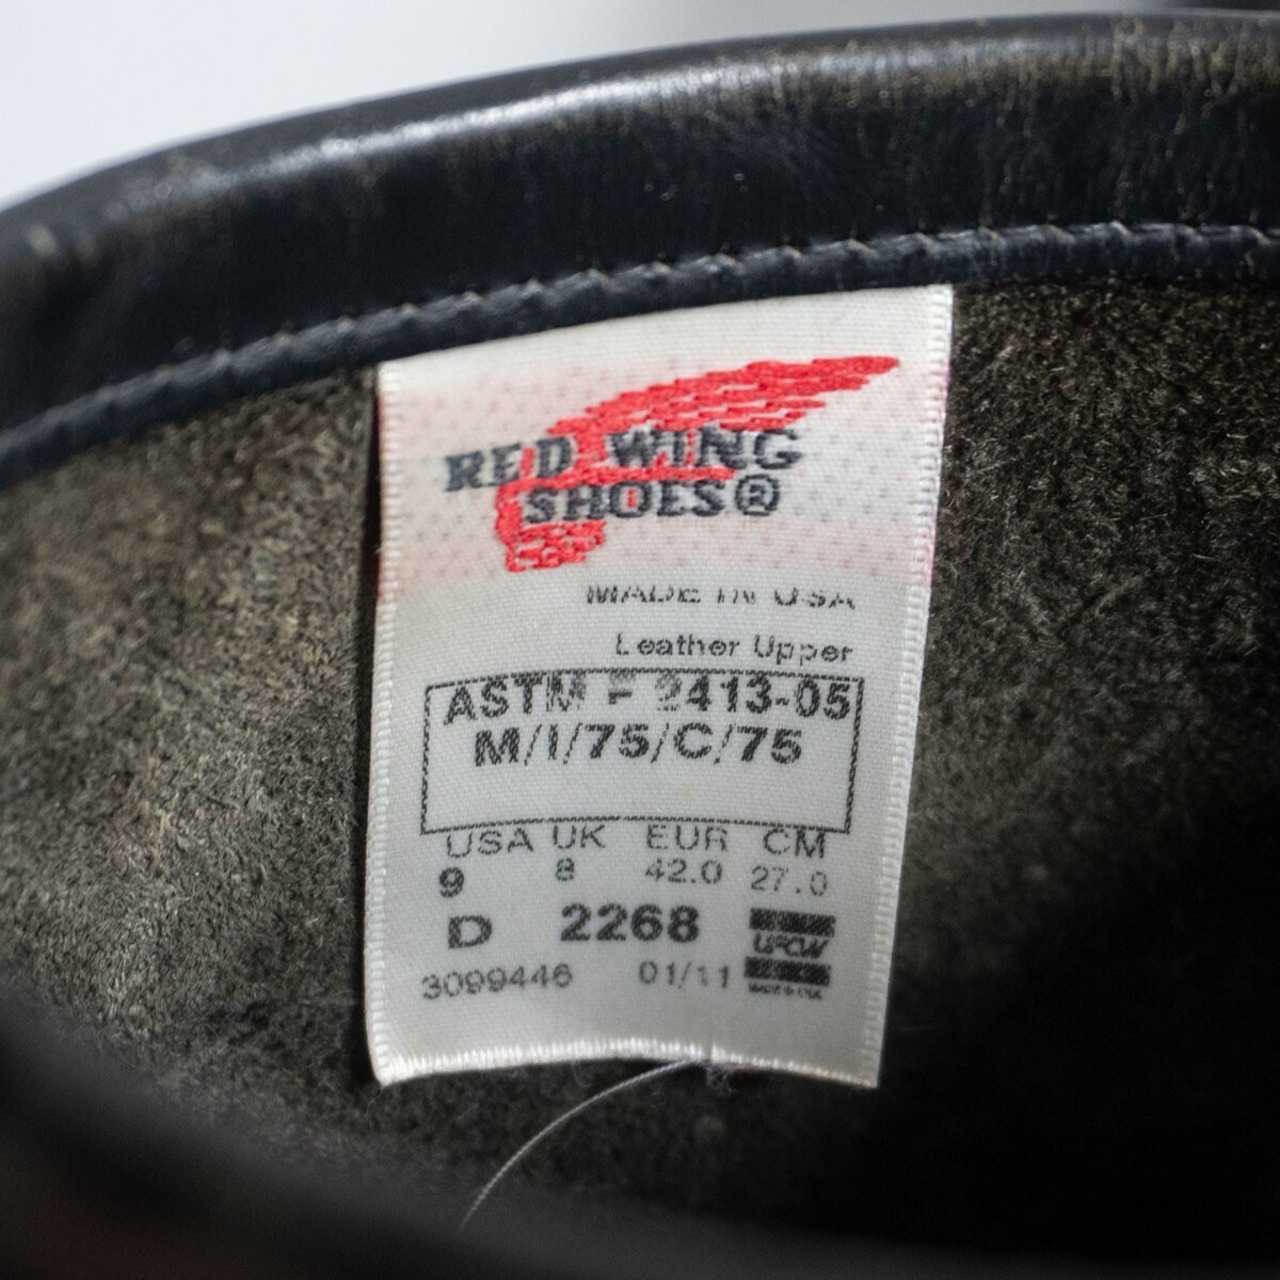 RED WING
SHOES®
MADE IN USA
Leather Upper
ASTM F 2413-05
M/I/75/C/75
USA UK EUR CM
9 8 42.0 27.0
D 2268
UFCW
3099446 01/11